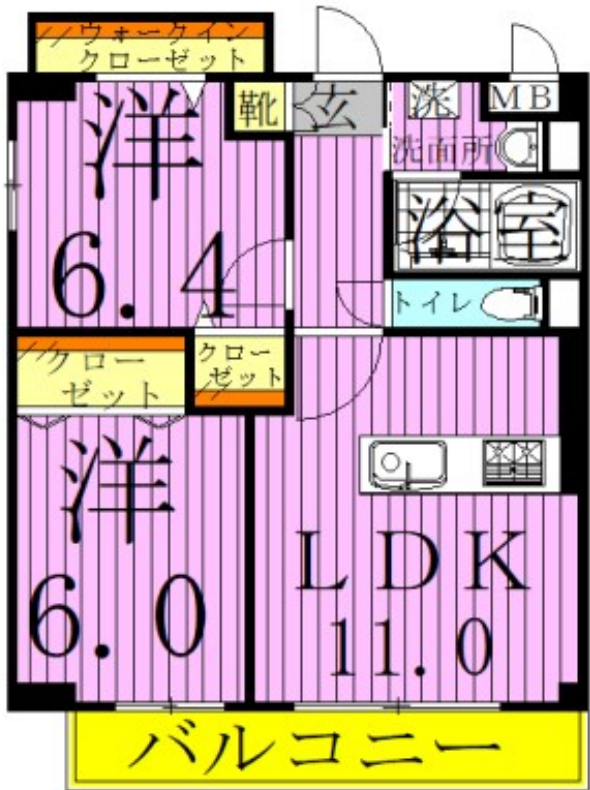 ウォークイン
クローゼット
洋
6.4
靴
玄
洗
MB
洗面所
浴室
トイレ
クロー
ゼット
クロー
ゼット
洋
6.0
LDK
11.0
バルコニー